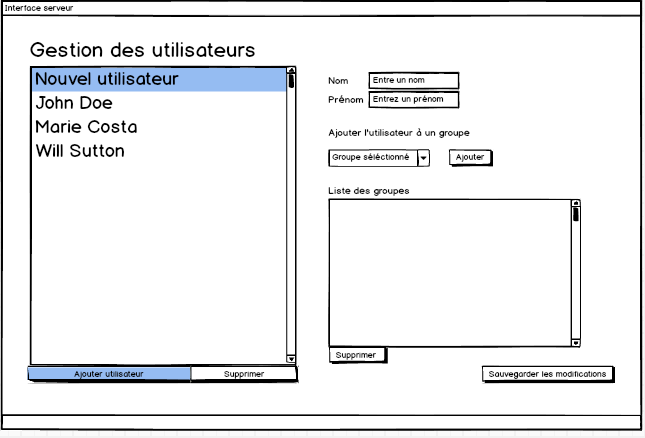 Interface serveur
Gestion des utilisateurs
Nouvel utilisateur
John Doe
Marie Costa
Will Sutton
Ajouter utilisateur
Supprimer
Nom
Entre un nom
Prénom
Entrez un prénom
Ajouter l'utilisateur à un groupe
Groupe séléctionné
Ajouter
Liste des groupes
Supprimer
Sauvegarder les modifications